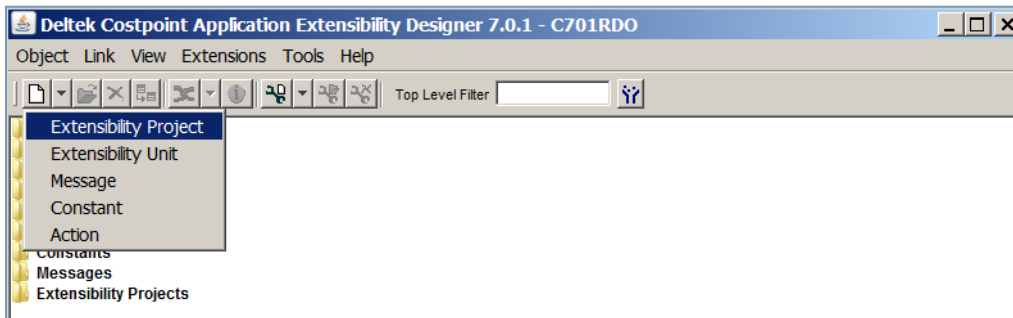 Deltek Costpoint Application Extensibility Designer 7.0.1 - C701RDO
Object Link View Extensions Tools Help
Top Level Filter
Extensibility Project
Extensibility Unit
Message
Constant
Action
Constants
Messages
Extensibility Projects